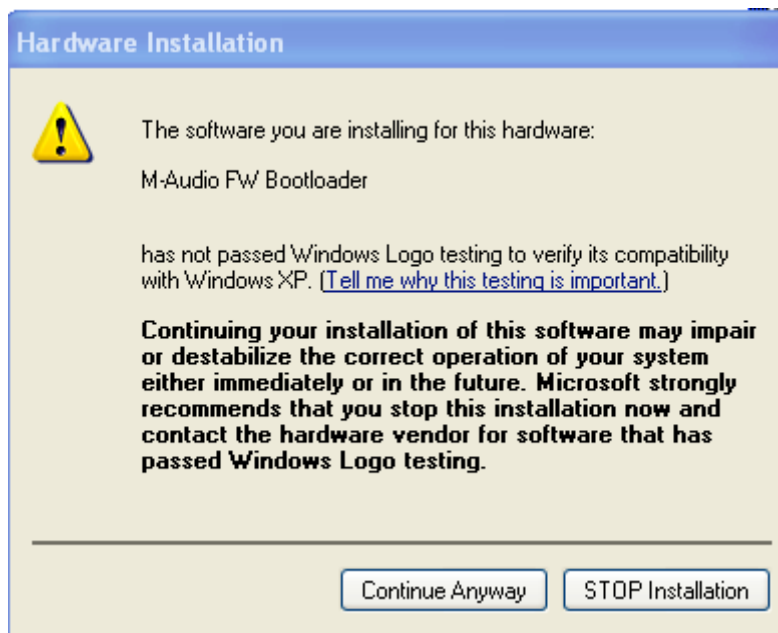 Hardware Installation
The software you are installing for this hardware:
M-Audio FW Bootloader
has not passed Windows Logo testing to verify its compatibility
with Windows XP. (Tell me why this testing is important.)
Continuing your installation of this software may impair
or destabilize the correct operation of your system
either immediately or in the future. Microsoft strongly
recommends that you stop this installation now and
contact the hardware vendor for software that has
passed Windows Logo testing.
Continue Anyway
STOP Installation